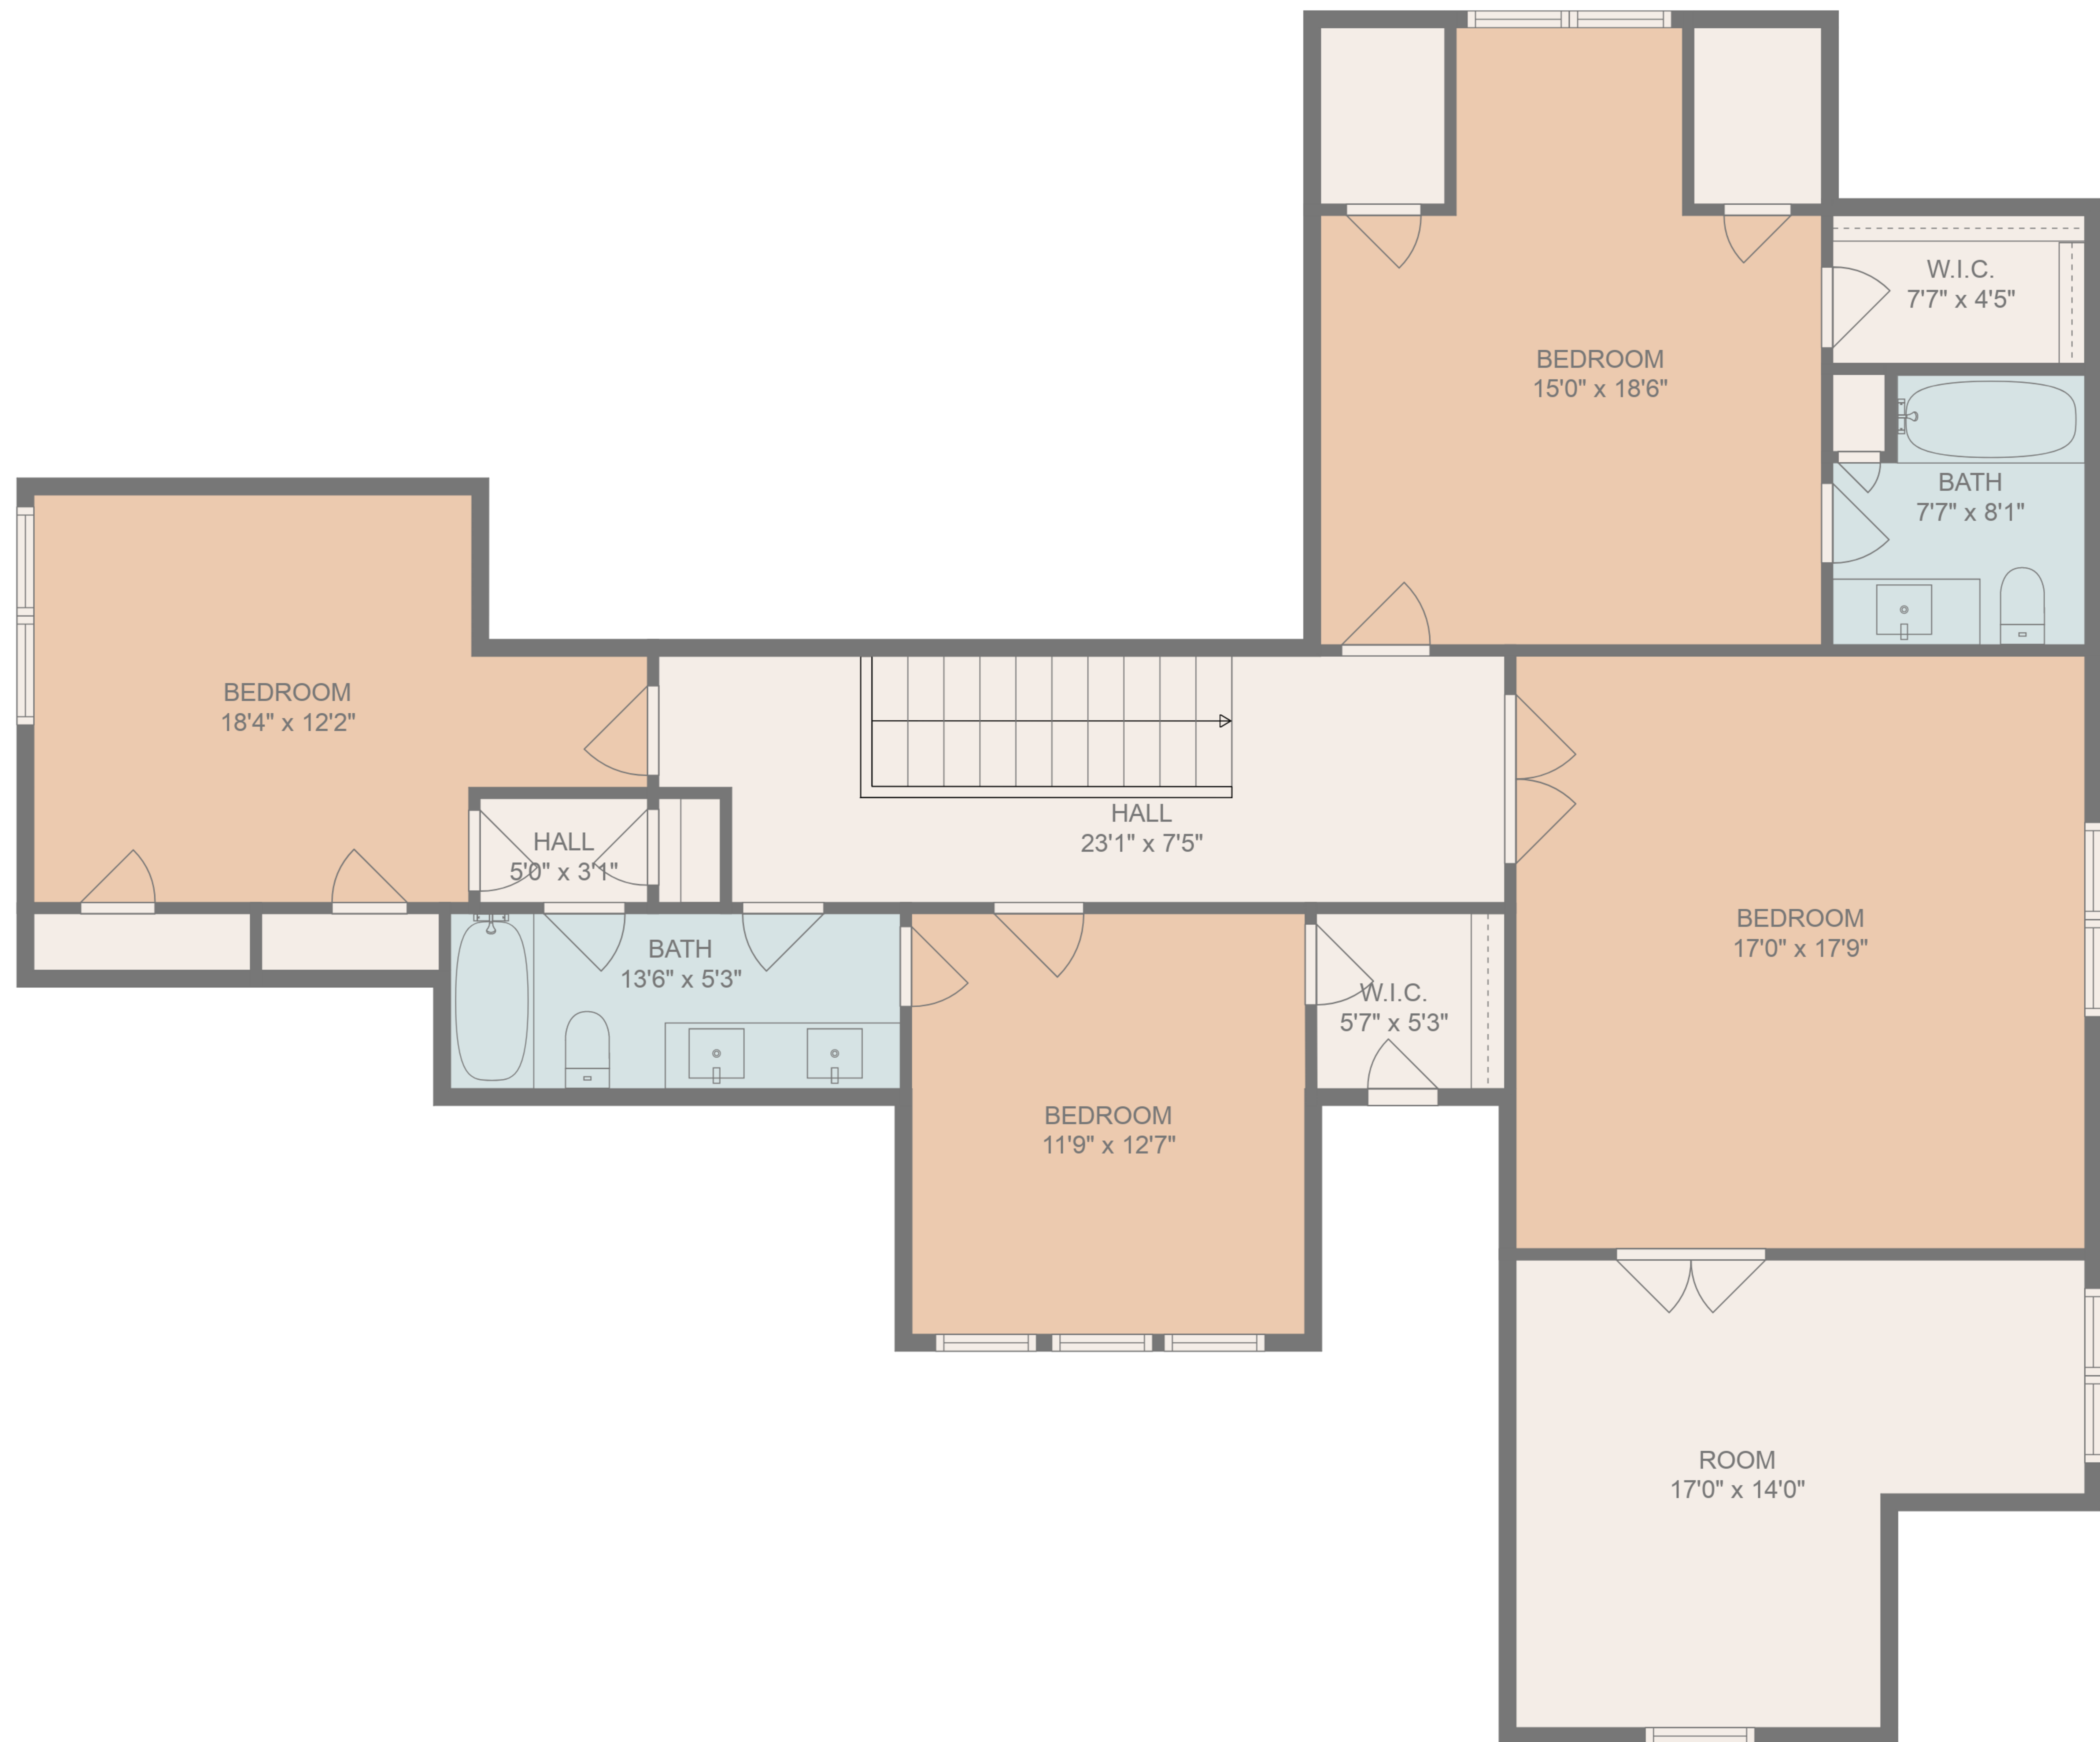 W.I.C.
7'7" x 4'5"
BEDROOM
15'0" x 18'6"
BATH
7'7" x 8'1"
BEDROOM
18'4" x 12'2"
HALL
23'1" x 7'5"
HALL
5'0" x 3'1"
BEDROOM
17'0" x 17'9"
BATH
13'6" x 5'3"
W.I.C.
5'7" x 5'3"
BEDROOM
11'9" x 12'7"
ROOM
17'0" x 14'0"